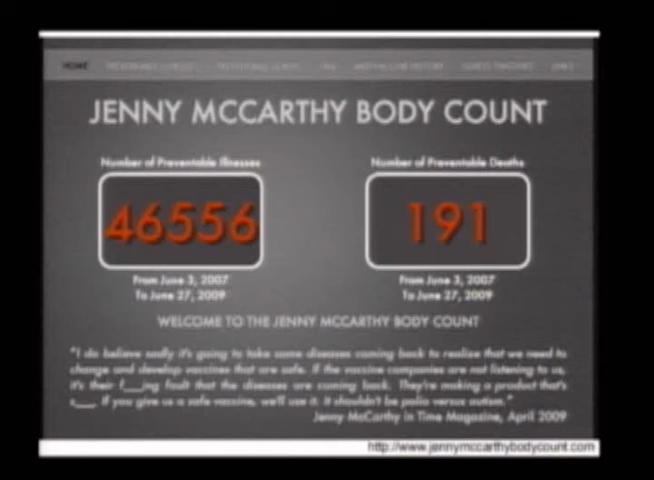 HOME
JENNY MCCARTHY BODY COUNT
Number of Preventable Illnesses
Number of Preventable Deaths
46556
191
From June 3, 2007
To June 27, 2009
From June 3, 2007
To June 27, 2009
WELCOME TO THE JENNY MCCARTHY BODY COUNT
"I do believe sadly it's going to take some diseases coming back to realize that we need to
change and develop vaccines that are safe. If the vaccine companies are not listening to us,
it's their f___ing fault that the diseases are coming back. They're making a product that's
s___. If you give us a safe vaccine, we'll use it. It shouldn't be polio versus autism."
Jenny McCarthy in Time Magazine, April 2009
http://www.jennymccarthybodycount.com